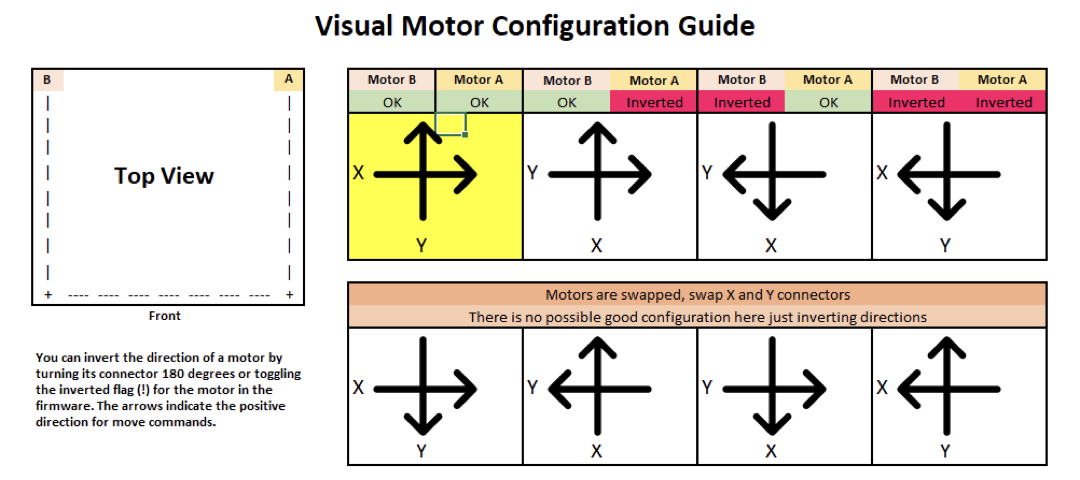 Visual Motor Configuration Guide
B A
Top View
+ ---- ---- ---- ---- ---- ---- ---- +
Front
You can invert the direction of a motor by
turning its connector 180 degrees or toggling
the inverted flag (!) for the motor in the
firmware. The arrows indicate the positive
direction for move commands.
Motor B Motor A Motor B Motor A Motor B Motor A Motor B Motor A
OK OK OK Inverted Inverted OK Inverted Inverted
X Y Y X
Y X X Y
Motors are swapped, swap X and Y connectors
There is no possible good configuration here just inverting directions
X Y Y X
Y X X Y